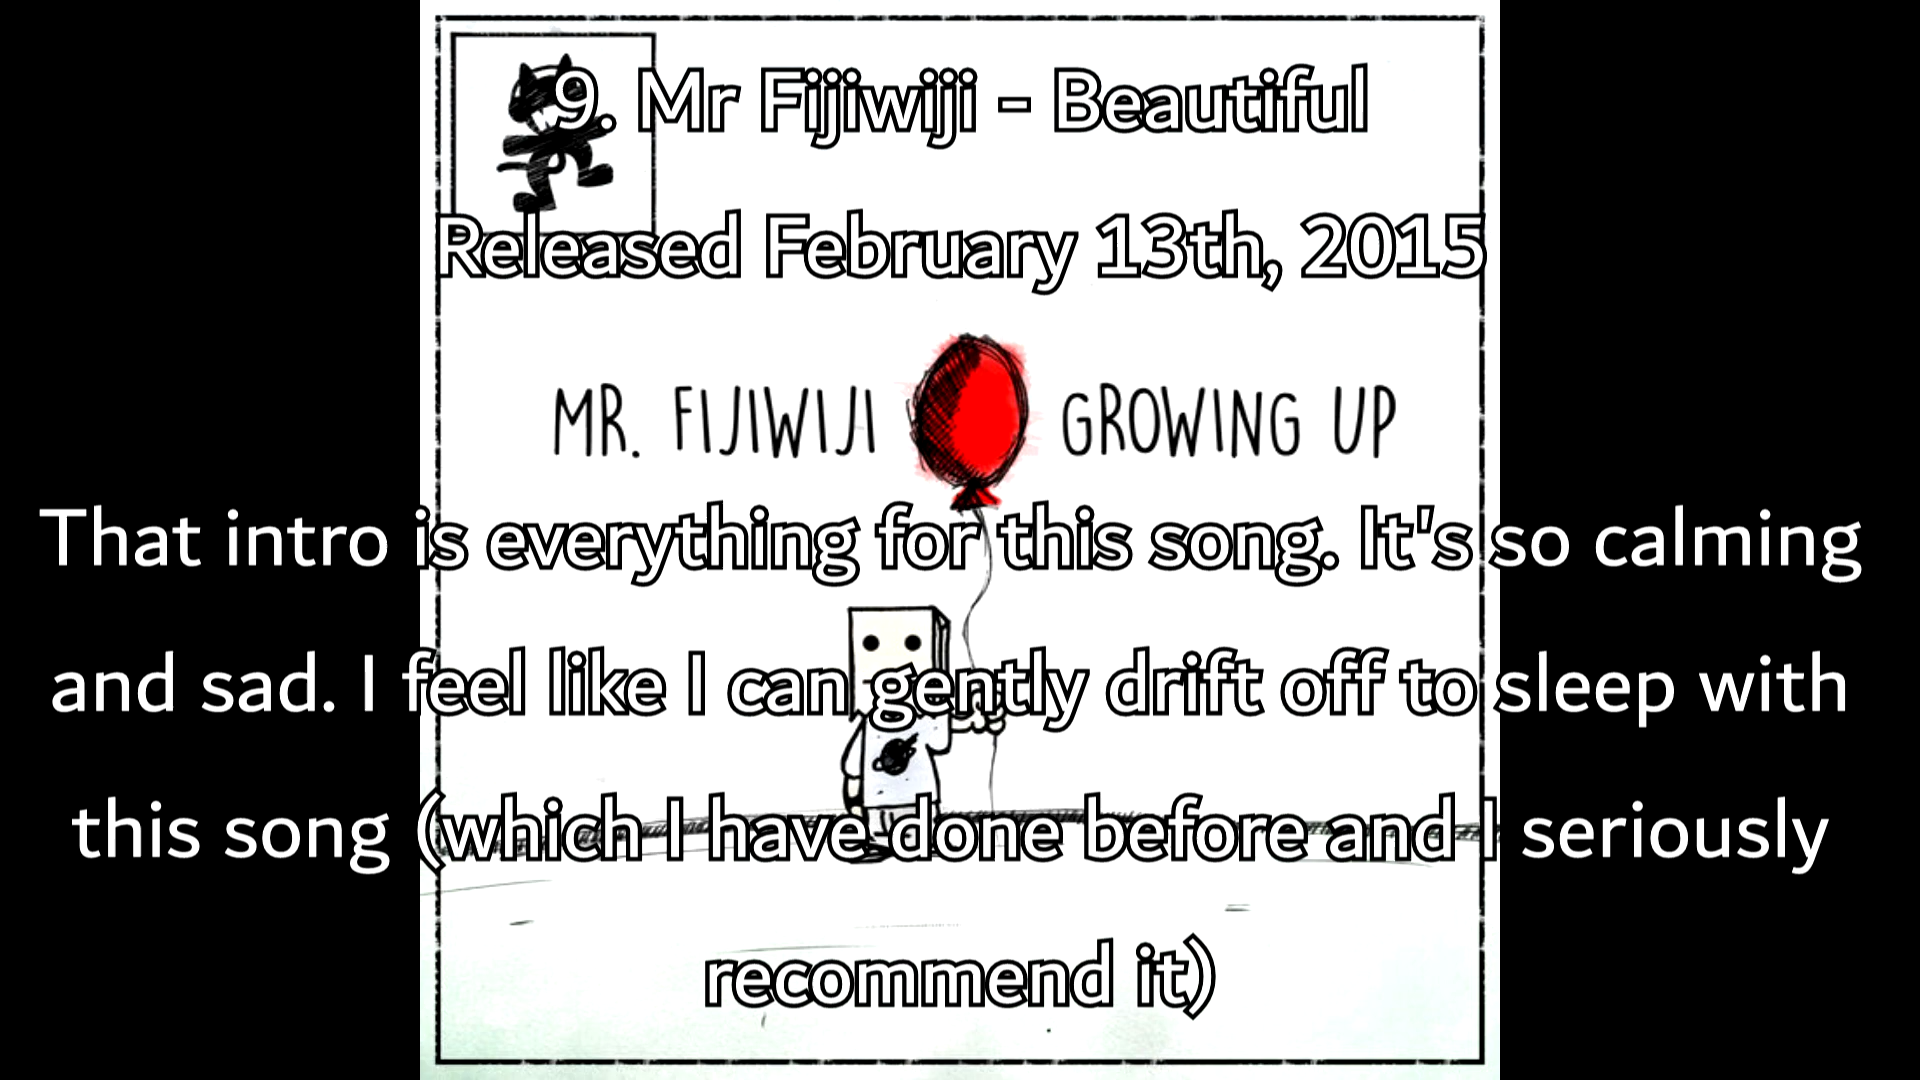 9. Mr Fijiwiji - Beautiful
Released February 13th, 2015
MR. FIJIWIJI GROWING UP
That intro is everything for this song. It's so calming
and sad. I feel like I can gently drift off to sleep with
this song (which I have done before and I seriously
recommend it)